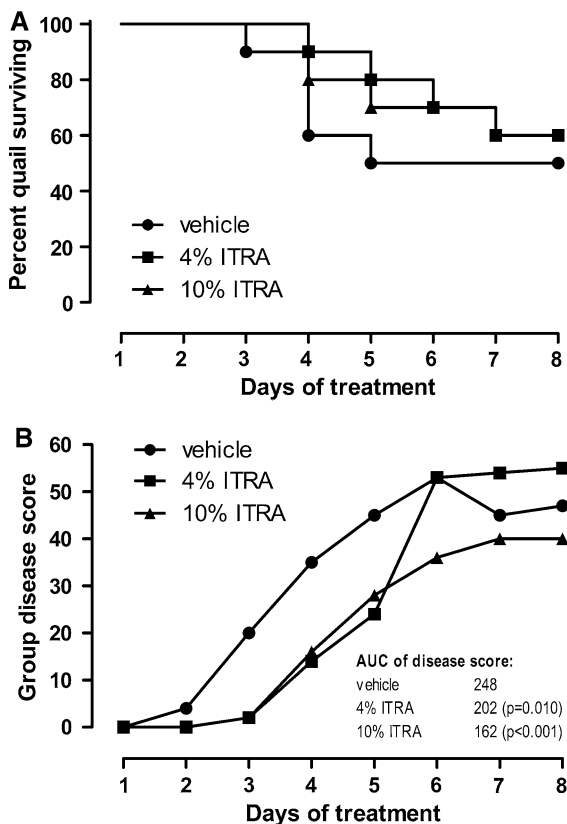 A
Percent quail surviving
100
80
60
40
20
0
vehicle
4% ITRA
10% ITRA
1 2 3 4 5 6 7 8
Days of treatment
B
Group disease score
60
50
40
30
20
10
0
vehicle
4% ITRA
10% ITRA
AUC of disease score:
vehicle 248
4% ITRA 202 (p=0.010)
10% ITRA 162 (p<0.001)
1 2 3 4 5 6 7 8
Days of treatment